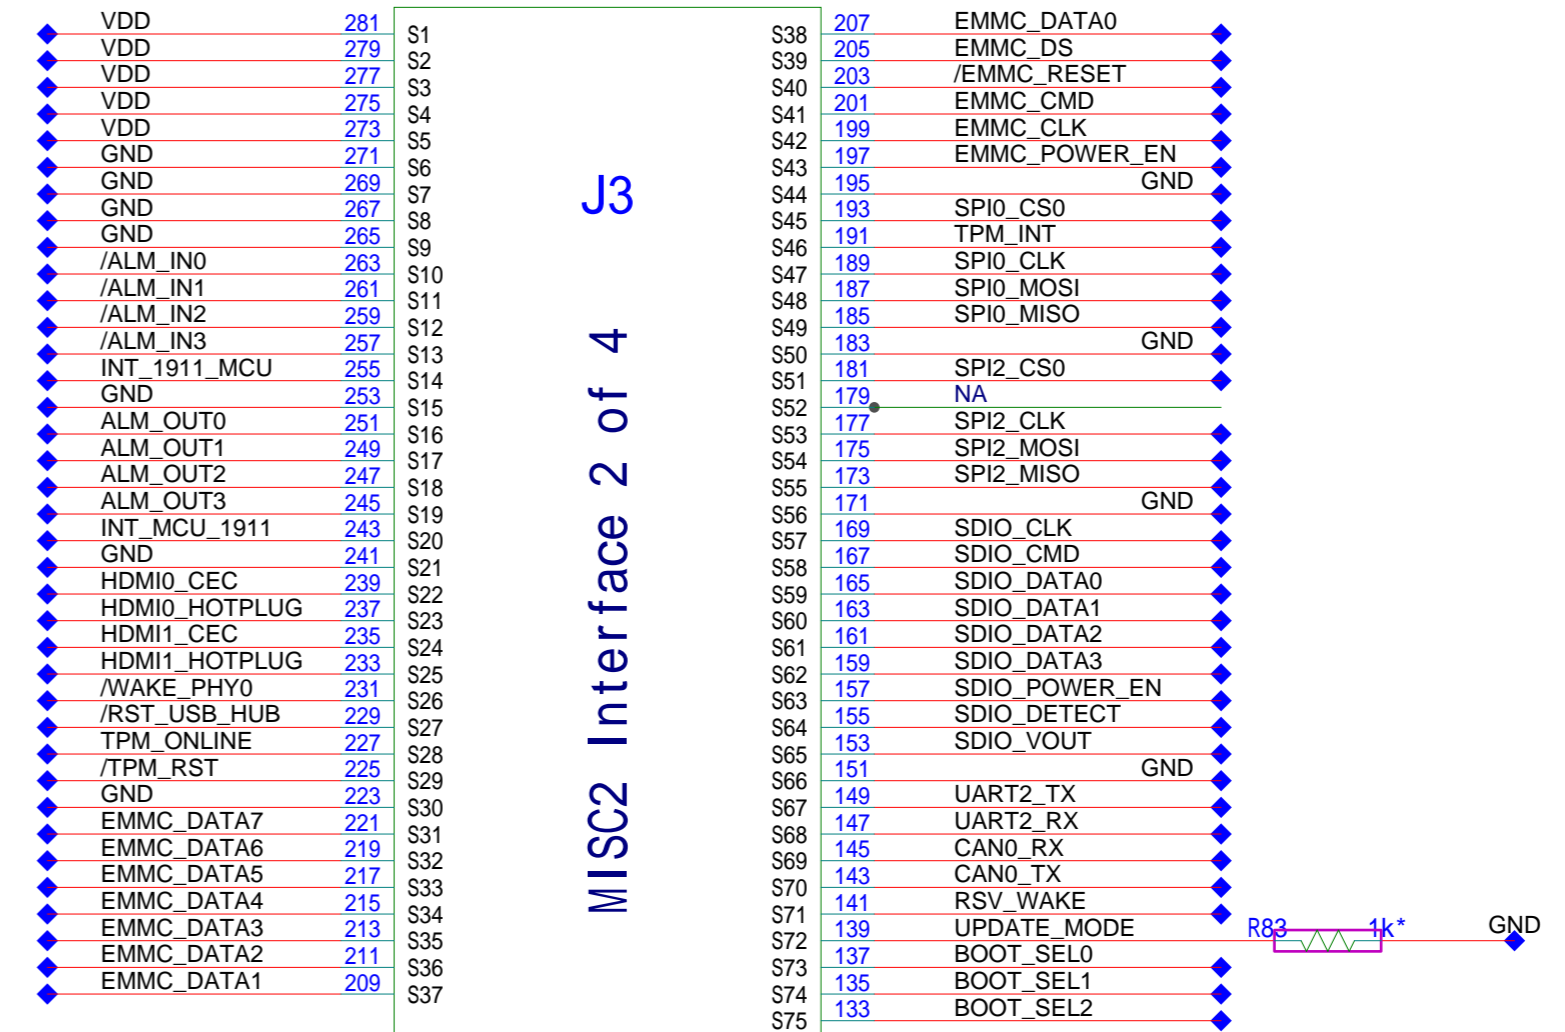 VDD 281 S1 S38 207 EMMC_DATA0
VDD 279 S2 S39 205 EMMC_DS
VDD 277 S3 S40 203 /EMMC_RESET
VDD 275 S4 S41 201 EMMC_CMD
VDD 273 S5 S42 199 EMMC_CLK
GND 271 S6 S43 197 EMMC_POWER_EN
GND 269 S7 S44 195 GND
GND 267 S8 S45 193 SPI0_CS0
GND 265 S9 S46 191 TPM_INT
/ALM_IN0 263 S10 S47 189 SPI0_CLK
/ALM_IN1 261 S11 S48 187 SPI0_MOSI
/ALM_IN2 259 S12 S49 185 SPI0_MISO
/ALM_IN3 257 S13 S50 183 GND
INT_1911_MCU 255 S14 S51 181 SPI2_CS0
GND 253 S15 S52 179 NA
ALM_OUT0 251 S16 S53 177 SPI2_CLK
ALM_OUT1 249 S17 S54 175 SPI2_MOSI
ALM_OUT2 247 S18 S55 173 SPI2_MISO
ALM_OUT3 245 S19 S56 171 GND
INT_MCU_1911 243 S20 S57 169 SDIO_CLK
GND 241 S21 S58 167 SDIO_CMD
HDMI0_CEC 239 S22 S59 165 SDIO_DATA0
HDMI0_HOTPLUG 237 S23 S60 163 SDIO_DATA1
HDMI1_CEC 235 S24 S61 161 SDIO_DATA2
HDMI1_HOTPLUG 233 S25 S62 159 SDIO_DATA3
/WAKE_PHY0 231 S26 S63 157 SDIO_POWER_EN
/RST_USB_HUB 229 S27 S64 155 SDIO_DETECT
TPM_ONLINE 227 S28 S65 153 SDIO_VOUT
/TPM_RST 225 S29 S66 151 GND
GND 223 S30 S67 149 UART2_TX
EMMC_DATA7 221 S31 S68 147 UART2_RX
EMMC_DATA6 219 S32 S69 145 CAN0_RX
EMMC_DATA5 217 S33 S70 143 CAN0_TX
EMMC_DATA4 215 S34 S71 141 RSV_WAKE
EMMC_DATA3 213 S35 S72 139 UPDATE_MODE R83 1k* GND
EMMC_DATA2 211 S36 S73 137 BOOT_SEL0
EMMC_DATA1 209 S37 S74 135 BOOT_SEL1
S75 133 BOOT_SEL2
J3
MISC2 Interface 2 of 4